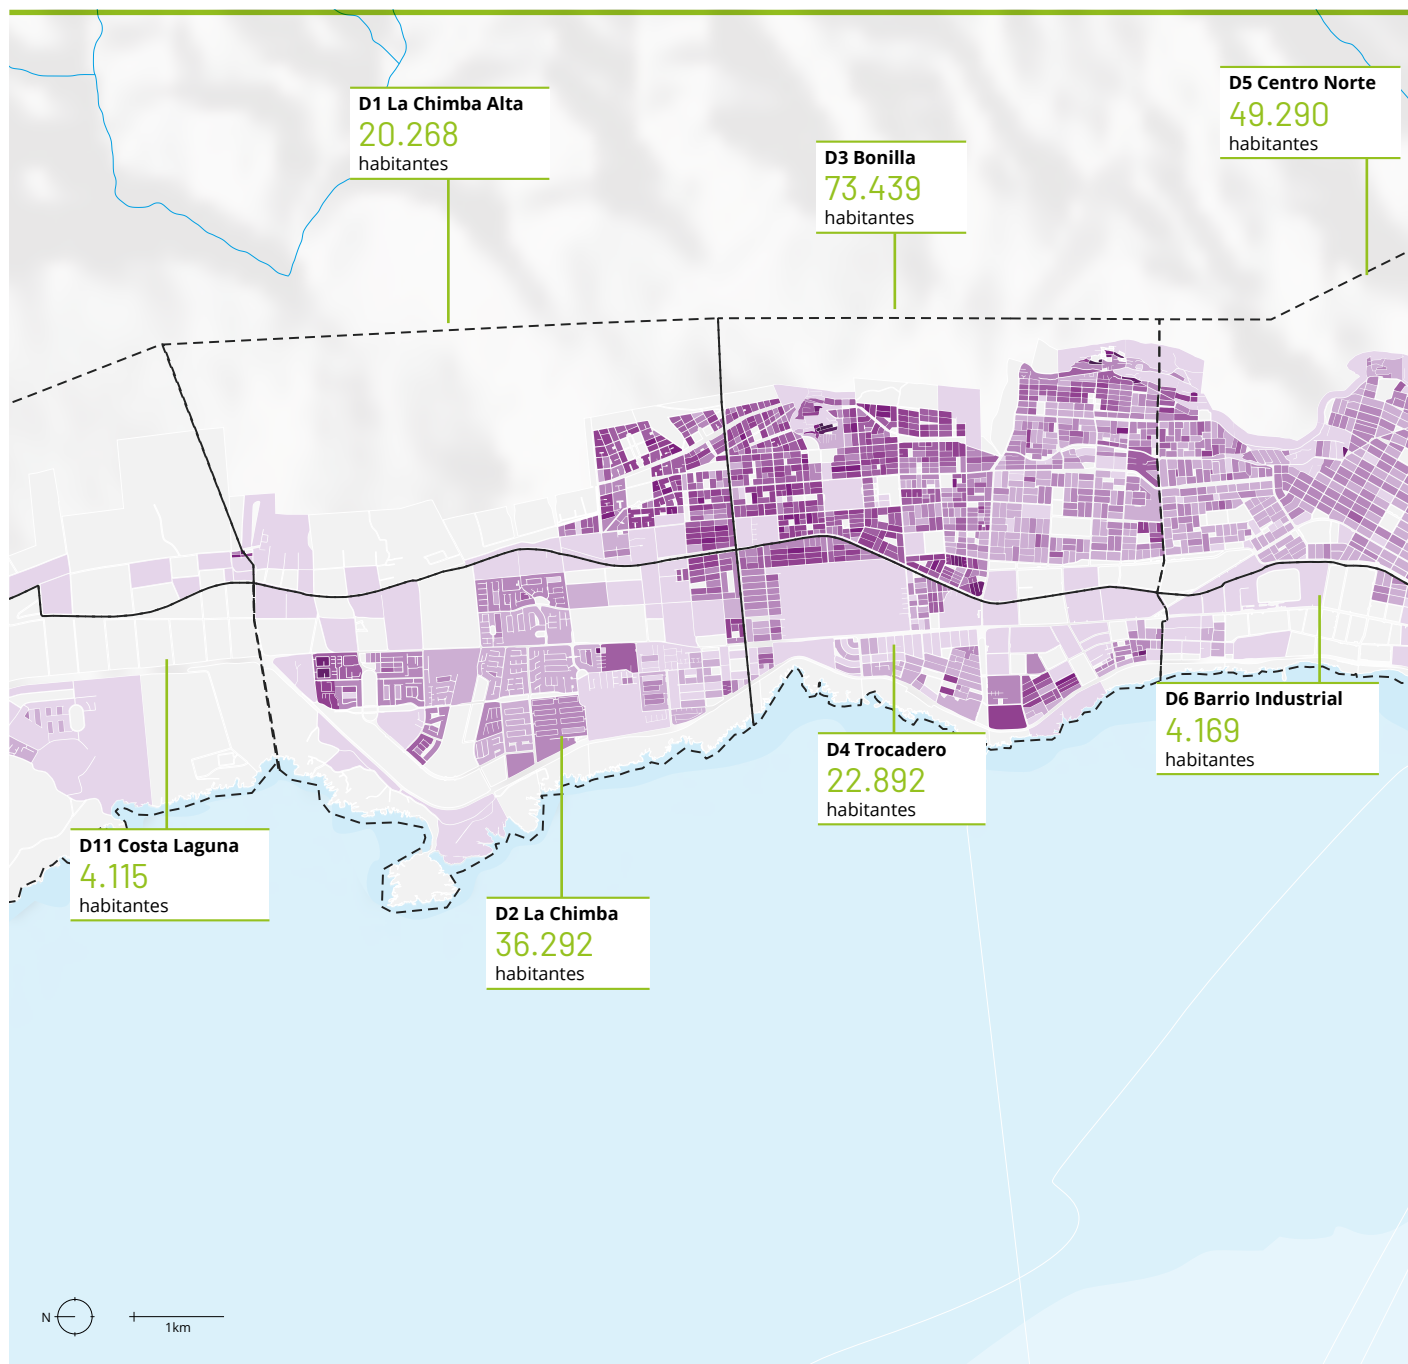 D1 La Chimba Alta
20.268
habitantes
D3 Bonilla
73.439
habitantes
D5 Centro Norte
49.290
habitantes
D6 Barrio Industrial
4.169
habitantes
D4 Trocadero
22.892
habitantes
D11 Costa Laguna
4.115
habitantes
D2 La Chimba
36.292
habitantes
N
1km